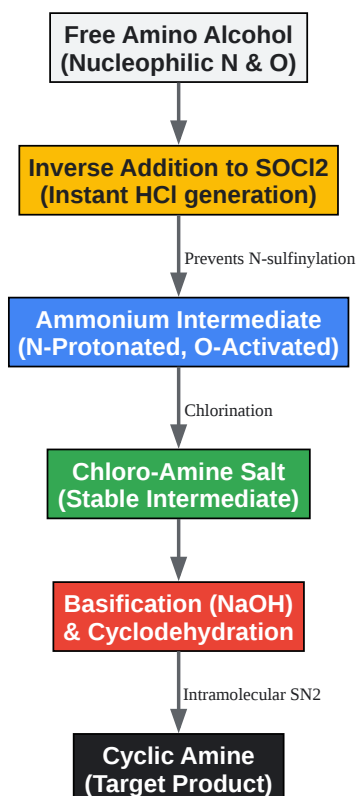 Free Amino Alcohol
(Nucleophilic N & O)
Inverse Addition to SOCl2
(Instant HCl generation)
Prevents N-sulfinylation
Ammonium Intermediate
(N-Protonated, O-Activated)
Chlorination
Chloro-Amine Salt
(Stable Intermediate)
Basification (NaOH)
& Cyclodehydration
Intramolecular SN2
Cyclic Amine
(Target Product)